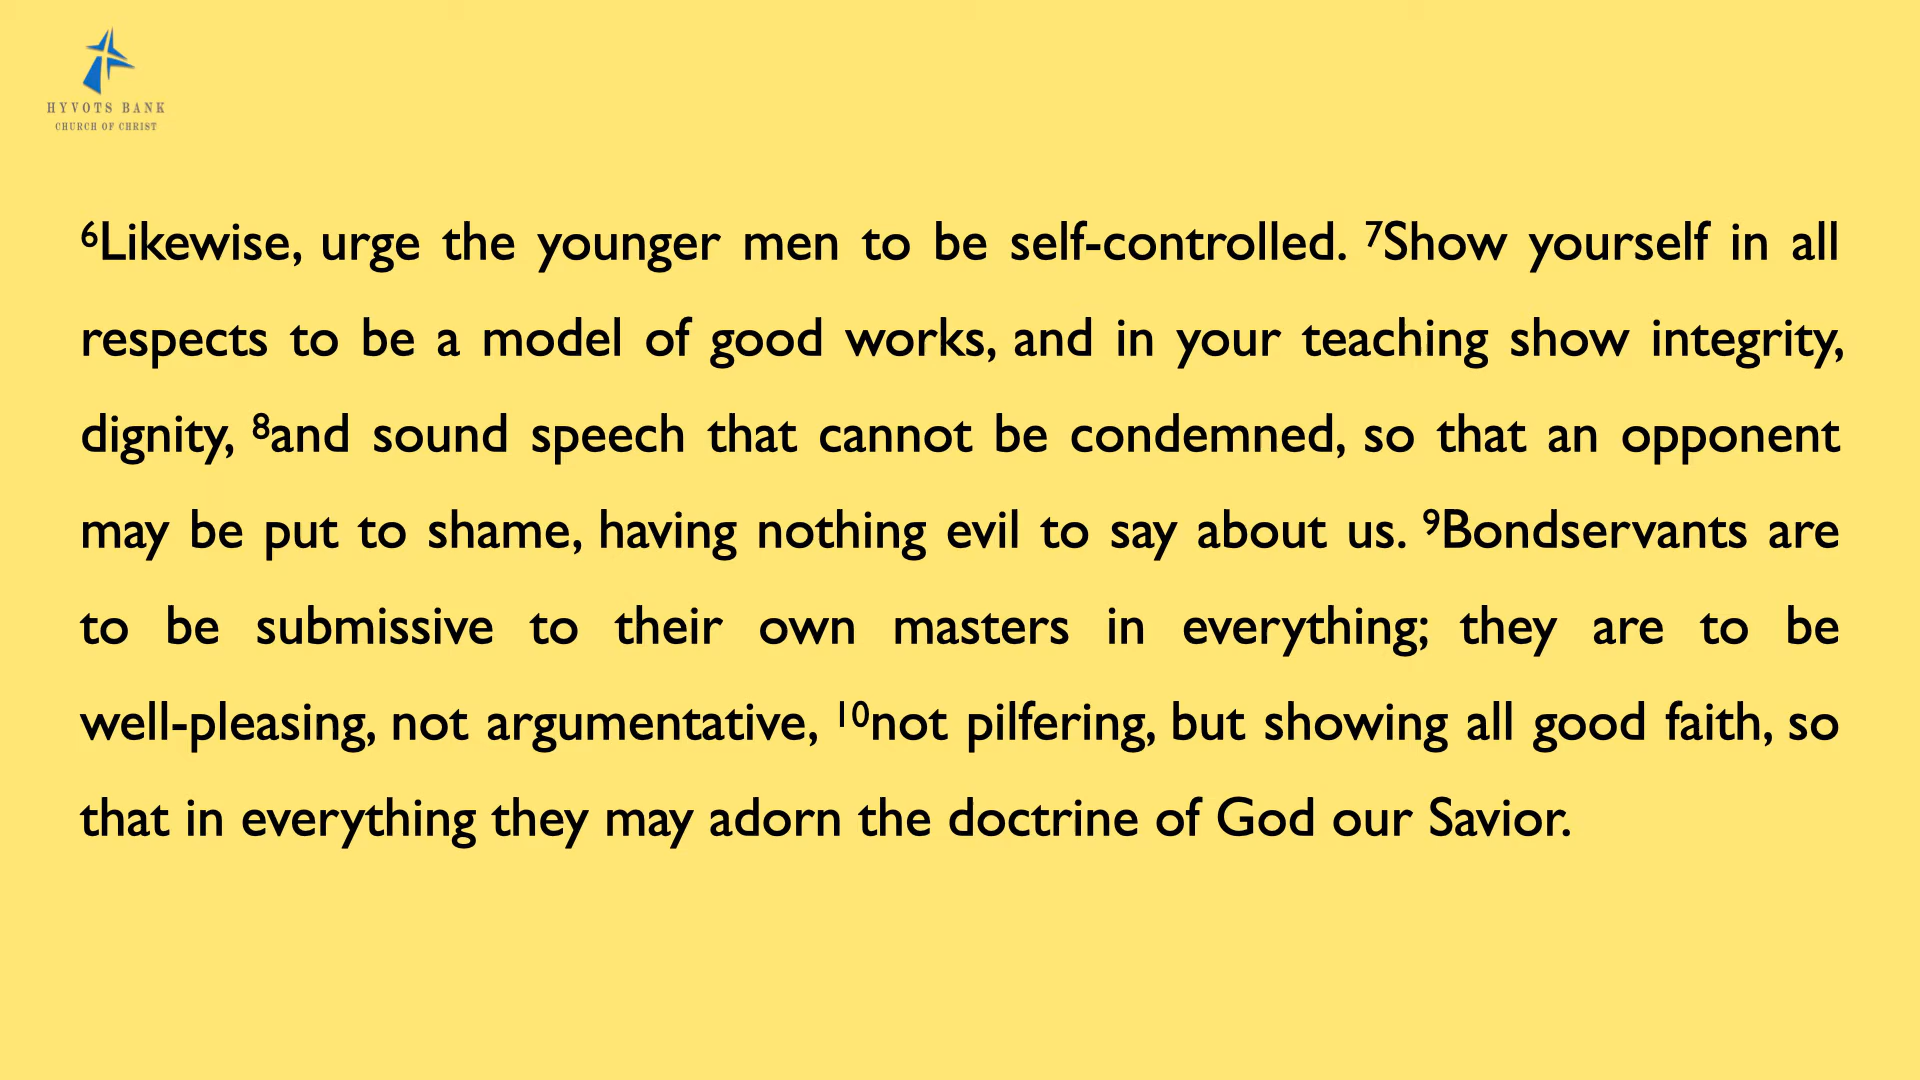 HYVOTS BANK
CHURCH OF CHRIST
⁶Likewise, urge the younger men to be self-controlled. ⁷Show yourself in all
respects to be a model of good works, and in your teaching show integrity,
dignity, ⁸and sound speech that cannot be condemned, so that an opponent
may be put to shame, having nothing evil to say about us. ⁹Bondservants are
to be submissive to their own masters in everything; they are to be
well-pleasing, not argumentative, ¹⁰not pilfering, but showing all good faith, so
that in everything they may adorn the doctrine of God our Savior.